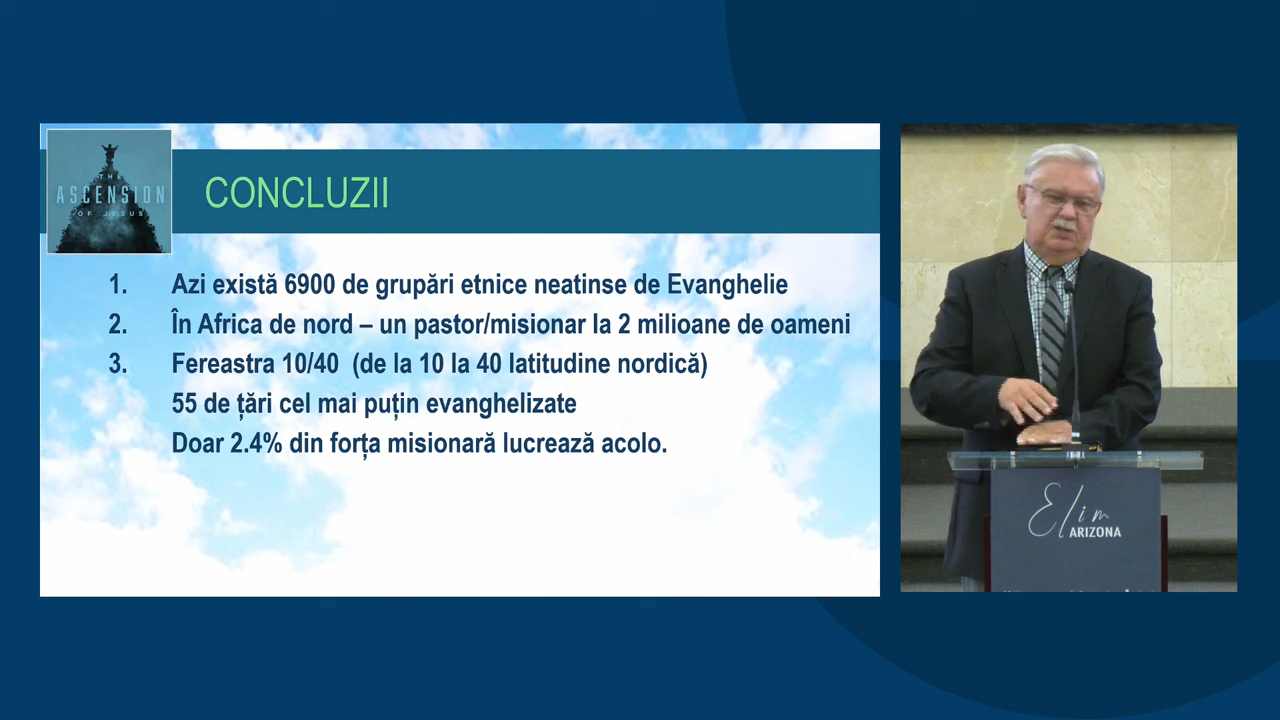 THE
ASCENSION
OF JESUS
CONCLUZII
1. Azi există 6900 de grupări etnice neatinse de Evanghelie
2. În Africa de nord – un pastor/misionar la 2 milioane de oameni
3. Fereastra 10/40 (de la 10 la 40 latitudine nordică)
55 de țări cel mai puțin evanghelizate
Doar 2.4% din forța misionară lucrează acolo.
Elim
ARIZONA